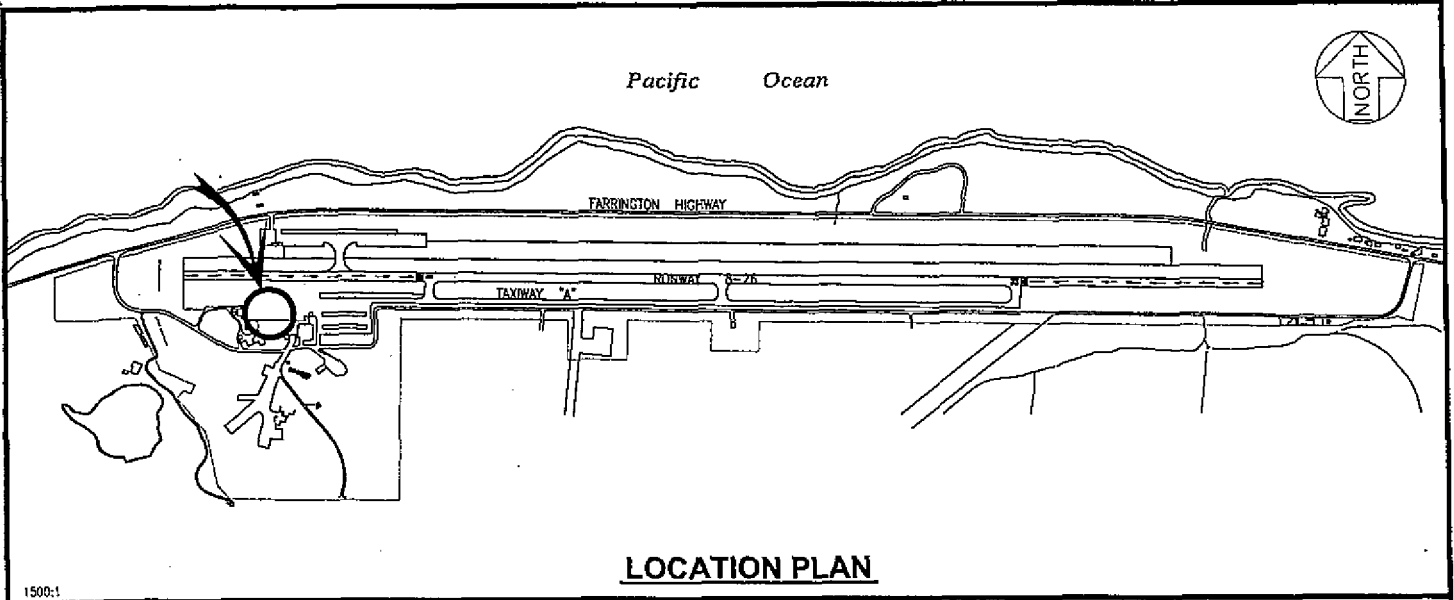 Pacific Ocean
NORTH
FARRINGTON HIGHWAY
RUNWAY 8-26
TAXIWAY "A"
LOCATION PLAN
1500:1